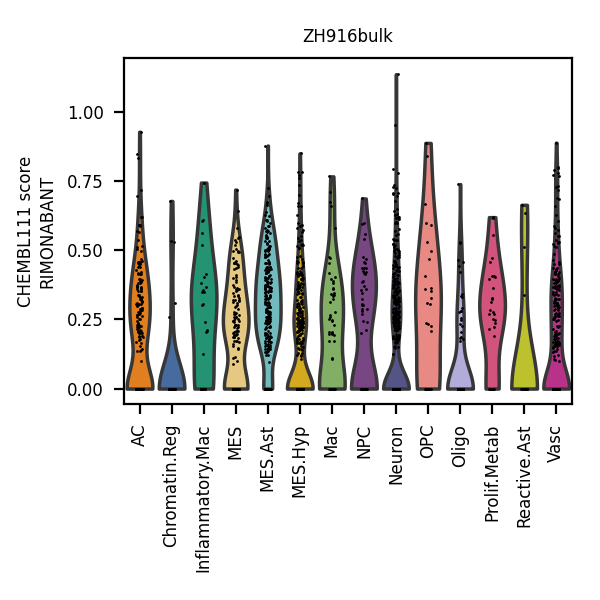 ZH916bulk
CHEMBL111 score
RIMONABANT
1.00
0.75
0.50
0.25
0.00
AC
Chromatin.Reg
Inflammatory.Mac
MES
MES.Ast
MES.Hyp
Mac
NPC
Neuron
OPC
Oligo
Prolif.Metab
Reactive.Ast
Vasc